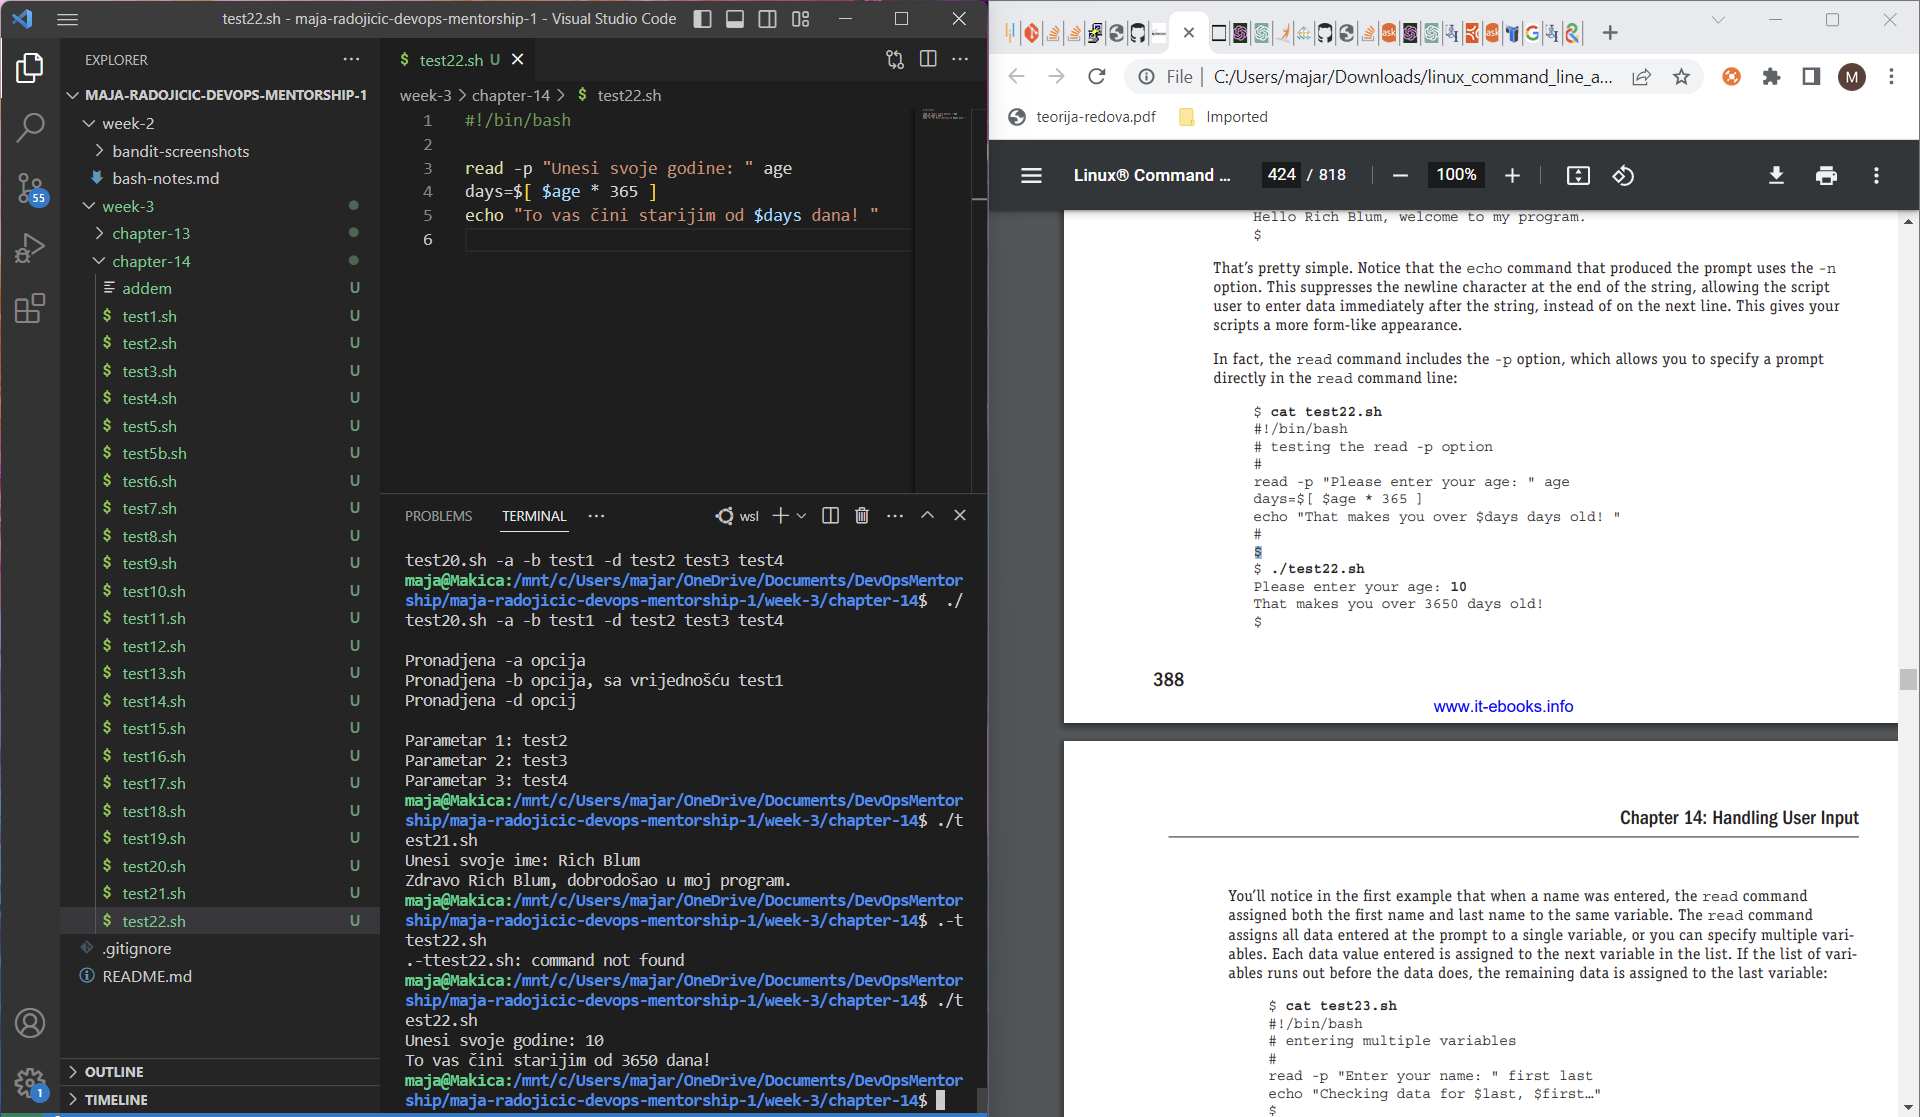 test22.sh - maja-radojicic-devops-mentorship-1 - Visual Studio Code
EXPLORER
MAJA-RADOJICIC-DEVOPS-MENTORSHIP-1
week-2
bandit-screenshots
bash-notes.md
week-3
chapter-13
chapter-14
addem U
$ test1.sh U
$ test2.sh U
$ test3.sh U
$ test4.sh U
$ test5.sh U
$ test5b.sh U
$ test6.sh U
$ test7.sh U
$ test8.sh U
$ test9.sh U
$ test10.sh U
$ test11.sh U
$ test12.sh U
$ test13.sh U
$ test14.sh U
$ test15.sh U
$ test16.sh U
$ test17.sh U
$ test18.sh U
$ test19.sh U
$ test20.sh U
$ test21.sh U
$ test22.sh U
.gitignore
README.md
OUTLINE
TIMELINE
55
1
$ test22.sh U
week-3 > chapter-14 > $ test22.sh
1 #!/bin/bash
2
3 read -p "Unesi svoje godine: " age
4 days=$[ $age * 365 ]
5 echo "To vas čini starijim od $days dana! "
6
PROBLEMS TERMINAL wsl
test20.sh -a -b test1 -d test2 test3 test4
maja@Makica:/mnt/c/Users/majar/OneDrive/Documents/DevOpsMentor
ship/maja-radojicic-devops-mentorship-1/week-3/chapter-14$ ./
test20.sh -a -b test1 -d test2 test3 test4
Pronadjena -a opcija
Pronadjena -b opcija, sa vrijednošću test1
Pronadjena -d opcij
Parametar 1: test2
Parametar 2: test3
Parametar 3: test4
maja@Makica:/mnt/c/Users/majar/OneDrive/Documents/DevOpsMentor
ship/maja-radojicic-devops-mentorship-1/week-3/chapter-14$ ./t
est21.sh
Unesi svoje ime: Rich Blum
Zdravo Rich Blum, dobrodošao u moj program.
maja@Makica:/mnt/c/Users/majar/OneDrive/Documents/DevOpsMentor
ship/maja-radojicic-devops-mentorship-1/week-3/chapter-14$ .-t
test22.sh
.-ttest22.sh: command not found
maja@Makica:/mnt/c/Users/majar/OneDrive/Documents/DevOpsMentor
ship/maja-radojicic-devops-mentorship-1/week-3/chapter-14$ ./t
est22.sh
Unesi svoje godine: 10
To vas čini starijim od 3650 dana!
maja@Makica:/mnt/c/Users/majar/OneDrive/Documents/DevOpsMentor
ship/maja-radojicic-devops-mentorship-1/week-3/chapter-14$
File | C:/Users/majar/Downloads/linux_command_line_a... M
teorija-redova.pdf Imported
Linux® Command ... 424 / 818 100%
Hello Rich Blum, welcome to my program.
$
That's pretty simple. Notice that the echo command that produced the prompt uses the -n
option. This suppresses the newline character at the end of the string, allowing the script
user to enter data immediately after the string, instead of on the next line. This gives your
scripts a more form-like appearance.
In fact, the read command includes the -p option, which allows you to specify a prompt
directly in the read command line:
$ cat test22.sh
#!/bin/bash
# testing the read -p option
#
read -p "Please enter your age: " age
days=$[ $age * 365 ]
echo "That makes you over $days days old! "
#
$
$ ./test22.sh
Please enter your age: 10
That makes you over 3650 days old!
$
388
www.it-ebooks.info
Chapter 14: Handling User Input
You'll notice in the first example that when a name was entered, the read command
assigned both the first name and last name to the same variable. The read command
assigns all data entered at the prompt to a single variable, or you can specify multiple vari-
ables. Each data value entered is assigned to the next variable in the list. If the list of vari-
ables runs out before the data does, the remaining data is assigned to the last variable:
$ cat test23.sh
#!/bin/bash
# entering multiple variables
#
read -p "Enter your name: " first last
echo "Checking data for $last, $first…"
$